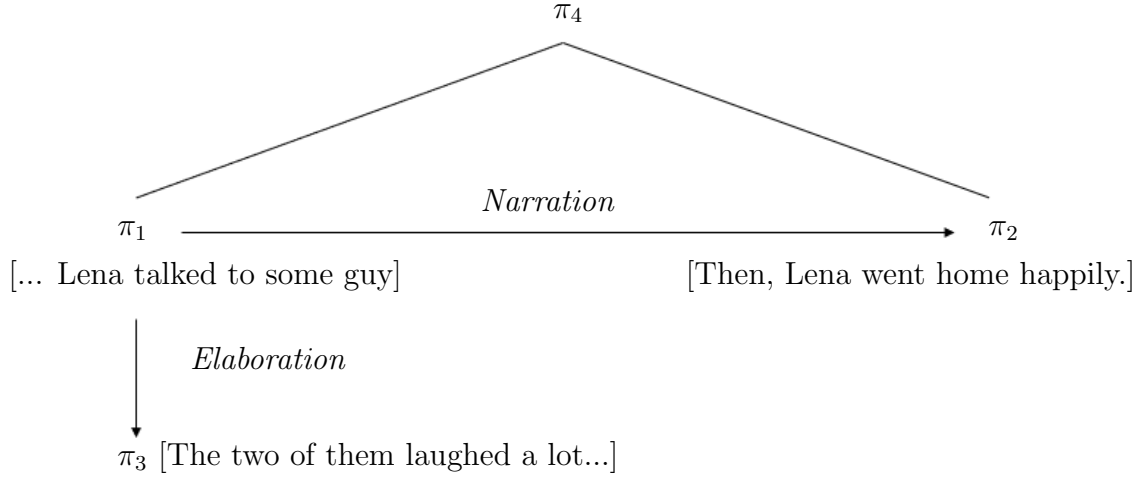 π4
Narration
π1 π2
[... Lena talked to some guy] [Then, Lena went home happily.]
Elaboration
π3 [The two of them laughed a lot...]